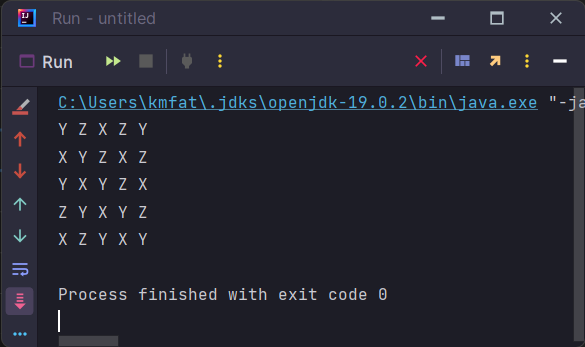 Run - untitled
Run
C:\Users\kmfat\.jdks\openjdk-19.0.2\bin\java.exe "-ja
Y Z X Z Y
X Y Z X Z
Y X Y Z X
Z Y X Y Z
X Z Y X Y
Process finished with exit code 0